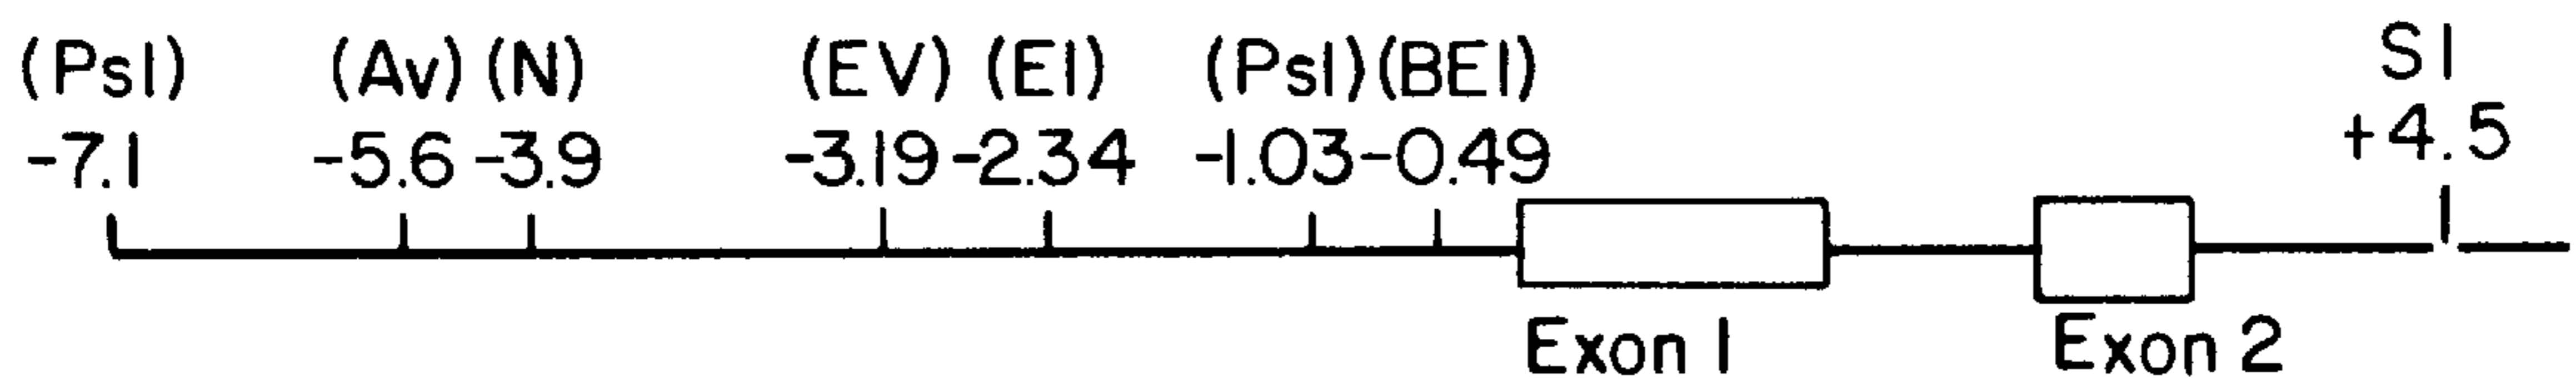 (PsI) (Av) (N) (EV) (EI) (PsI) (BEI) SI
-7.1 -5.6 -3.9 -3.19 -2.34 -1.03 -0.49 +4.5
Exon 1 Exon 2